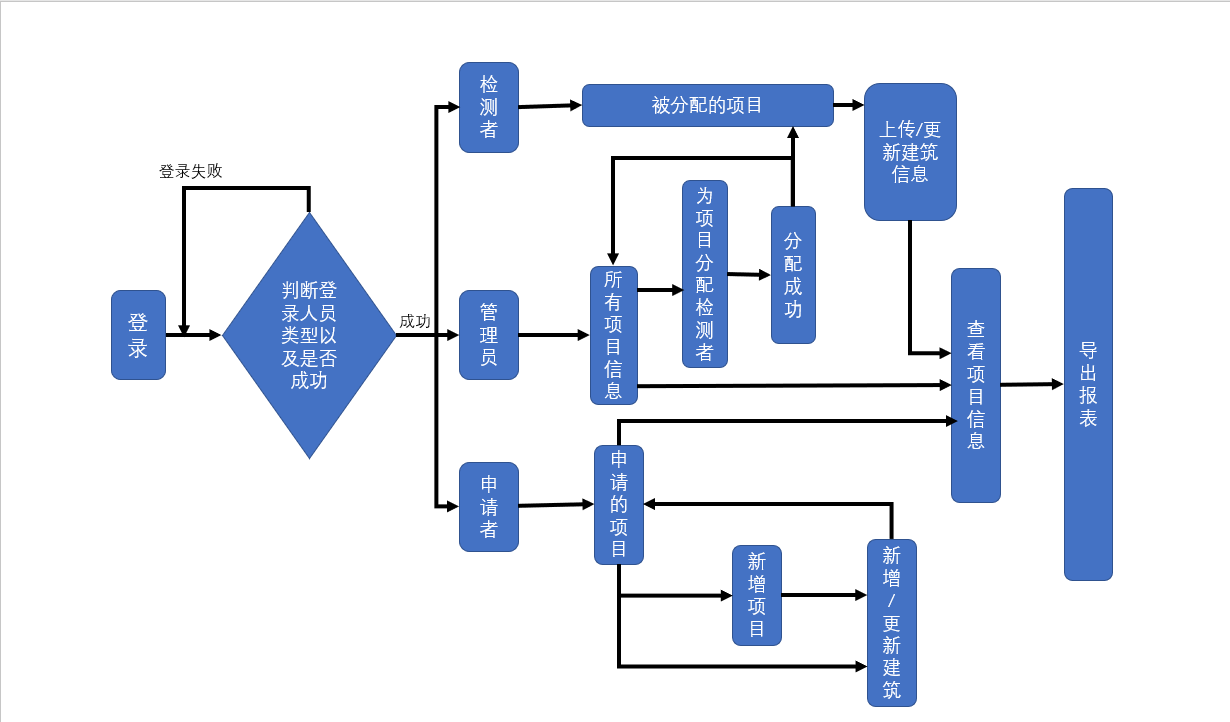 检
测
者
被分配的项目
上传/更
新建筑
信息
登录失败
为
项
目
分
配
检
测
者
分
配
成
功
所
有
项
目
信
息
登
录
判断登
录人员
类型以
及是否
成功
成功
管
理
员
查
看
项
目
信
息
导
出
报
表
申
请
者
申
请
的
项
目
新
增
项
目
新
增
/
更
新
建
筑